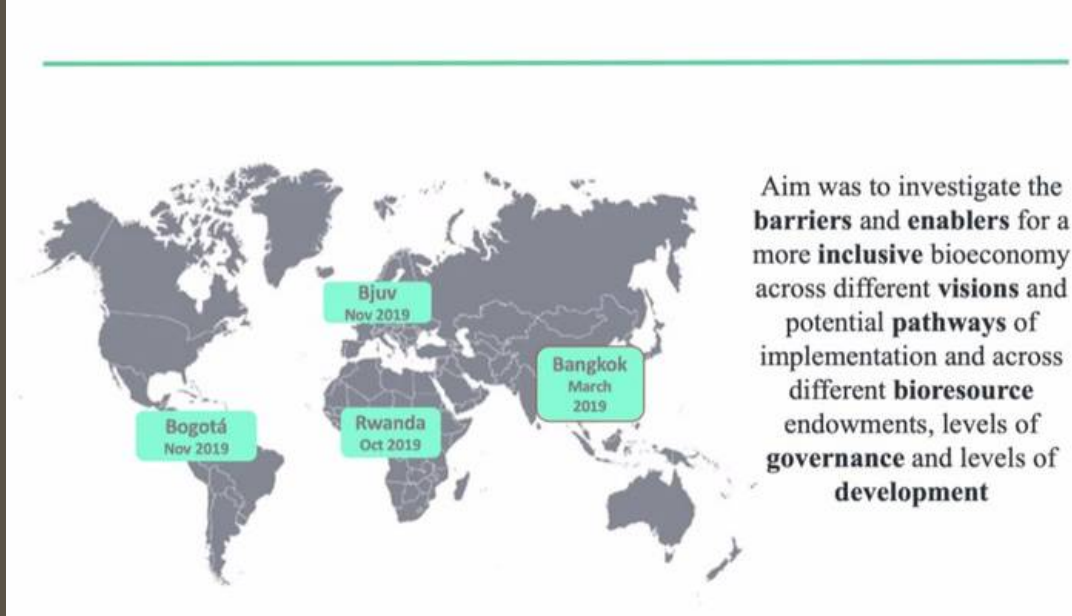 Bjuv
Nov 2019
Bangkok
March
2019
Bogotá
Nov 2019
Rwanda
Oct 2019
Aim was to investigate the
barriers and enablers for a
more inclusive bioeconomy
across different visions and
potential pathways of
implementation and across
different bioresource
endowments, levels of
governance and levels of
development